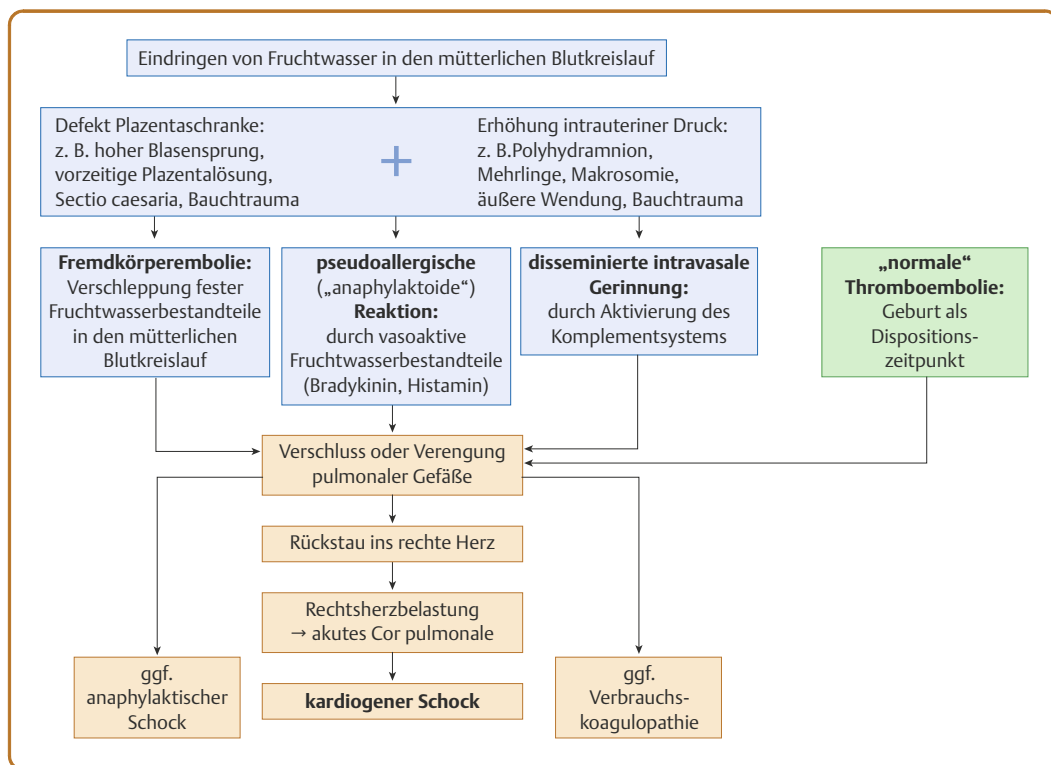 Eindringen von Fruchtwasser in den mütterlichen Blutkreislauf
Defekt Plazentaschranke:
z. B. hoher Blasensprung,
vorzeitige Plazentalösung,
Sectio caesaria, Bauchtrauma
+
Erhöhung intrauteriner Druck:
z. B.Polyhydramnion,
Mehrlinge, Makrosomie,
äußere Wendung, Bauchtrauma
Fremdkörperembolie:
Verschleppung fester
Fruchtwasserbestandteile
in den mütterlichen
Blutkreislauf
pseudoallergische
(„anaphylaktoide“)
Reaktion:
durch vasoaktive
Fruchtwasserbestandteile
(Bradykinin, Histamin)
disseminierte intravasale
Gerinnung:
durch Aktivierung des
Komplementsystems
„normale“
Thromboembolie:
Geburt als
Dispositions-
zeitpunkt
Verschluss oder Verengung
pulmonaler Gefäße
Rückstau ins rechte Herz
Rechtsherzbelastung
→ akutes Cor pulmonale
ggf.
anaphylaktischer
Schock
kardiogener Schock
ggf.
Verbrauchs-
koagulopathie